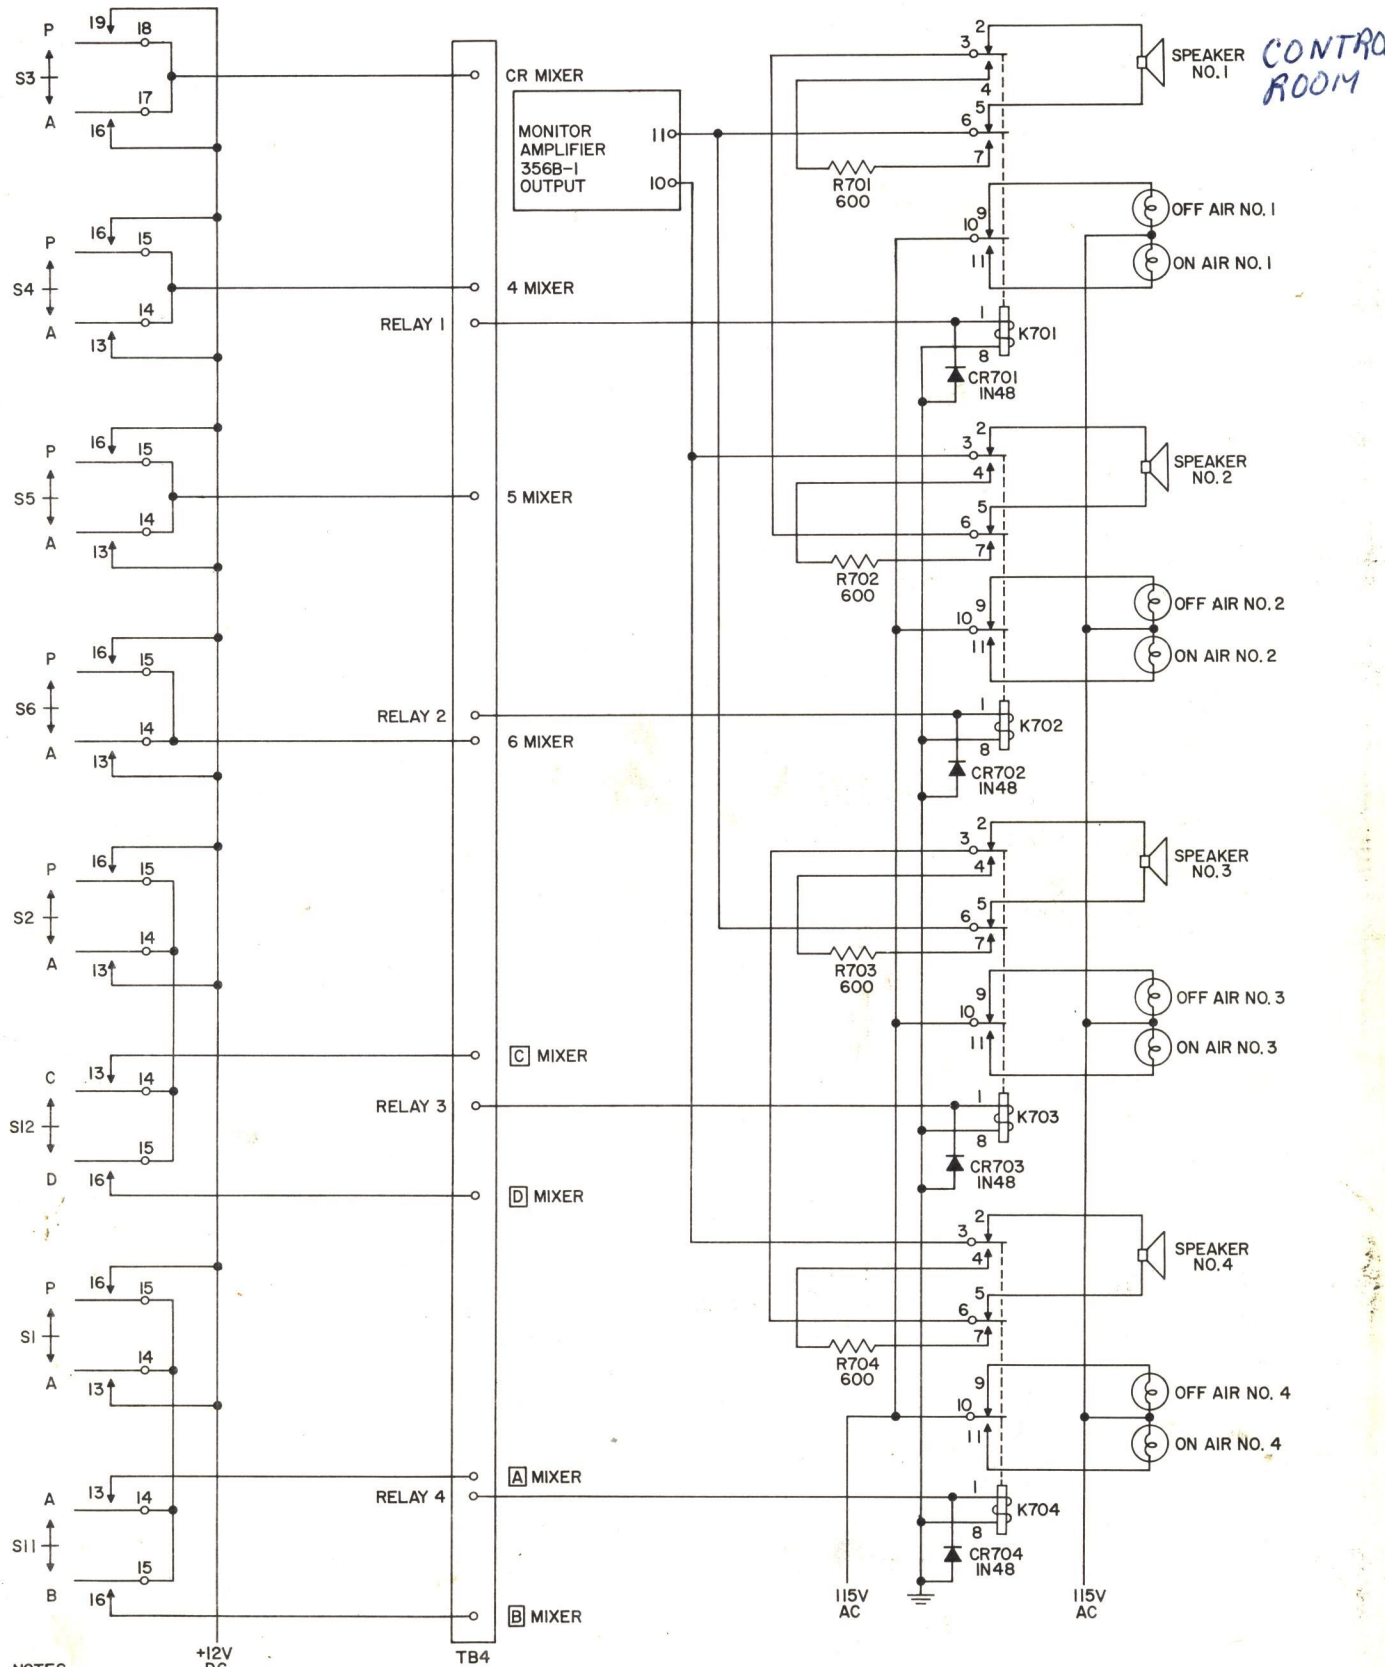 P
19
18
S3
17
A
16
CR MIXER
MONITOR
AMPLIFIER
356B-1
OUTPUT
11
10
2
3
4
5
6
7
R701
600
SPEAKER
NO.1
CONTRO
ROOM
9
10
11
OFF AIR NO.1
ON AIR NO.1
P
16
15
S4
14
A
13
4 MIXER
RELAY 1
1
8
K701
CR701
IN48
P
16
15
S5
14
A
13
5 MIXER
2
3
4
5
6
7
R702
600
SPEAKER
NO.2
9
10
11
OFF AIR NO.2
ON AIR NO.2
P
16
15
S6
14
A
13
RELAY 2
6 MIXER
1
8
K702
CR702
IN48
P
16
15
S2
14
A
13
2
3
4
5
6
7
R703
600
SPEAKER
NO.3
9
10
11
OFF AIR NO.3
ON AIR NO.3
C
13
14
S12
15
D
16
C MIXER
RELAY 3
D MIXER
1
8
K703
CR703
IN48
P
16
15
S1
14
A
13
2
3
4
5
6
7
R704
600
SPEAKER
NO.4
9
10
11
OFF AIR NO. 4
ON AIR NO. 4
A
13
14
S11
15
B
16
A MIXER
RELAY 4
B MIXER
1
8
K704
CR704
IN48
115V
AC
115V
AC
+12V
TB4